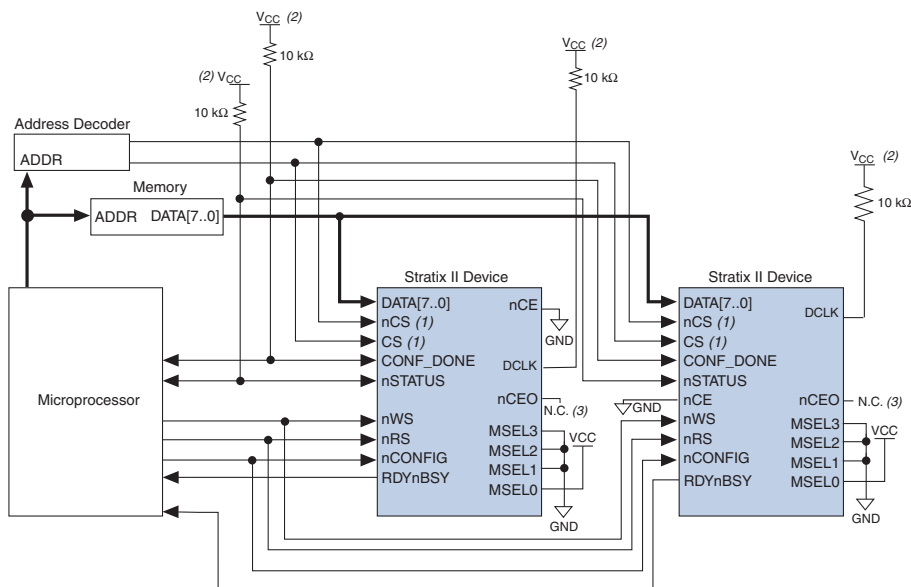 VCC (2)
10 kΩ
VCC (2)
10 kΩ
(2) VCC
10 kΩ
Address Decoder
ADDR
VCC (2)
10 kΩ
Memory
ADDR DATA[7..0]
Stratix II Device
DATA[7..0]
nCS (1)
CS (1)
CONF_DONE
nSTATUS
nWS
nRS
nCONFIG
RDYnBSY
nCE
GND
DCLK
nCEO
N.C. (3)
MSEL3
MSEL2
MSEL1
MSEL0
VCC
GND
Stratix II Device
DATA[7..0]
nCS (1)
CS (1)
CONF_DONE
nSTATUS
nCE
GND
nWS
nRS
nCONFIG
RDYnBSY
DCLK
nCEO
N.C. (3)
MSEL3
MSEL2
MSEL1
MSEL0
VCC
GND
Microprocessor